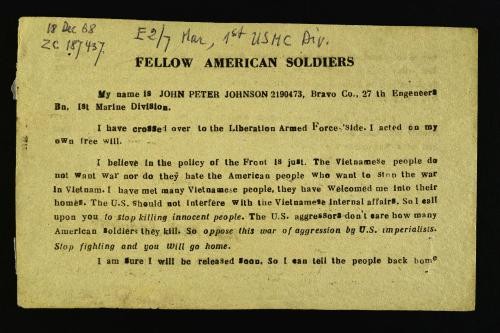 18 Dec 68
ZC 187437.
E2/7 Mar, 1st USMC Div.
FELLOW AMERICAN SOLDIERS
My name is JOHN PETER JOHNSON 2190473, Bravo Co., 27 th Engeneers
Bn, 1st Marine Division.
I have crossed over to the Liberation Armed Force-'Side. I acted on my
own free will.
I believe in the policy of the Front is just. The Vietnamese people do
not want war nor do they hate the American people who want to stop the war
in Vietnam. I have met many Vietnamese people, they have Welcomed me into their
homes. The U.S. should not interfere with the Vietnamese internal affairs. So I call
upon you to stop killing innocent people. The U.S. aggressors don't care how many
American Soldiers they kill. So oppose this war of aggression by U.S. imperialists.
Stop fighting and you will go home.
I am sure I will be released soon. So I can tell the people back home